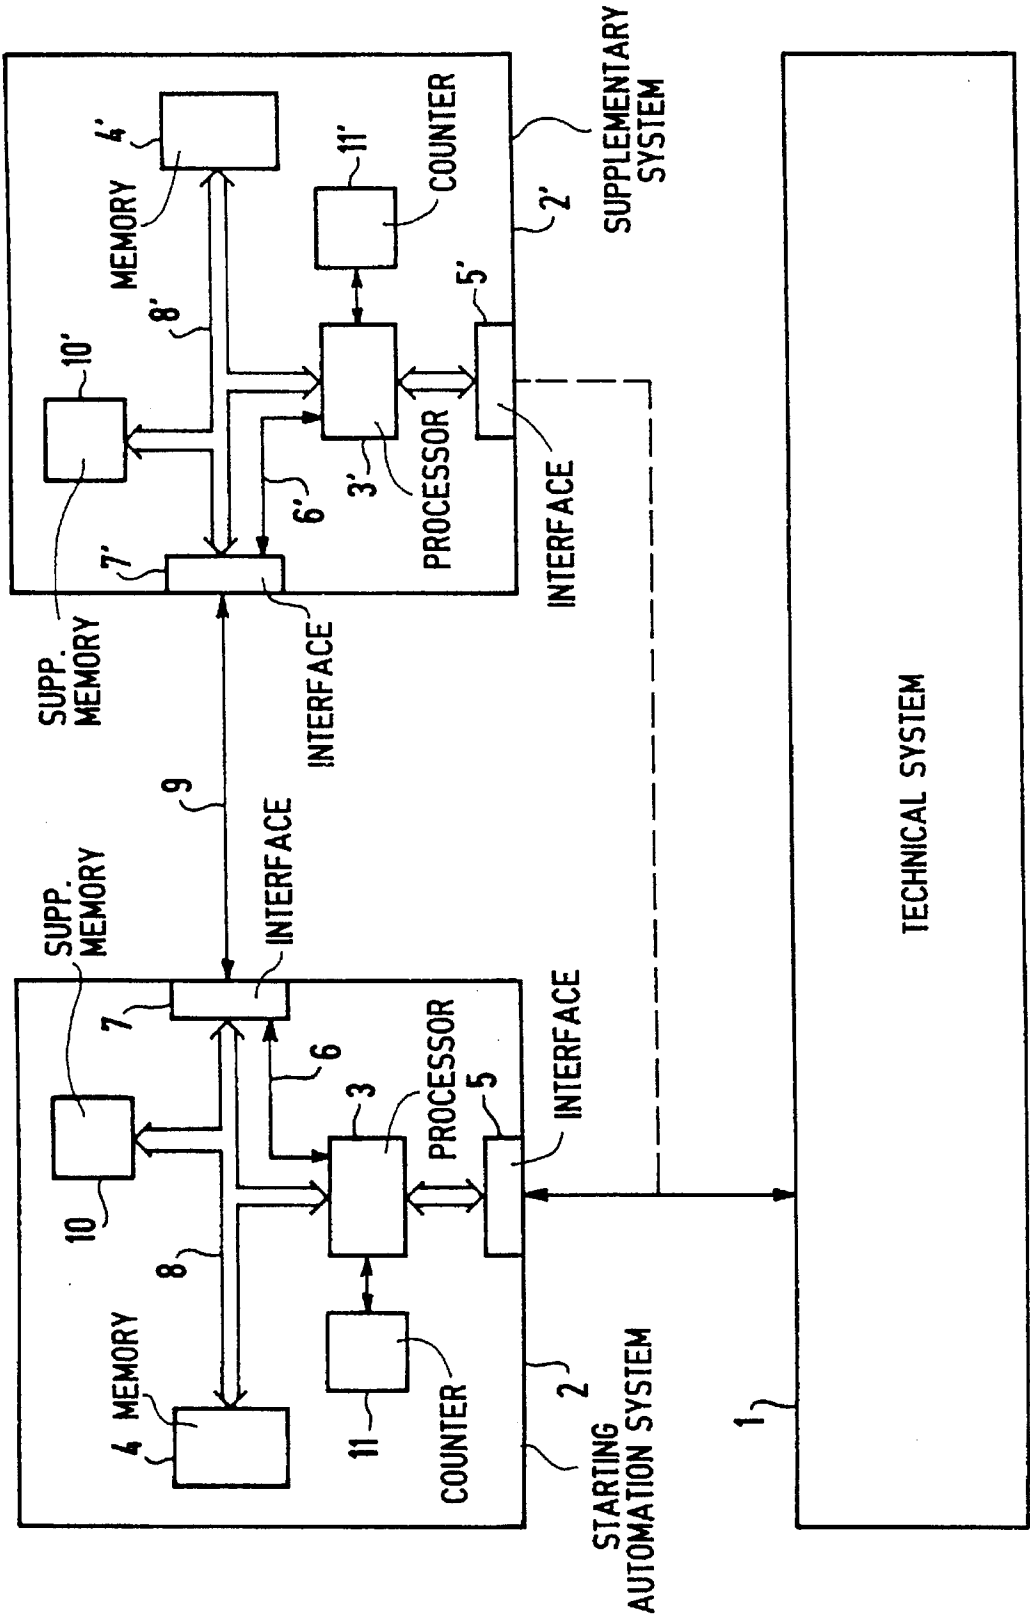 SUPP.
MEMORY
10
7
INTERFACE
9
4
MEMORY
8
6
3
PROCESSOR
11
COUNTER
5
INTERFACE
2
STARTING
AUTOMATION SYSTEM
SUPP.
MEMORY
10'
7'
INTERFACE
8'
MEMORY
4'
6'
3'
PROCESSOR
11'
COUNTER
5'
INTERFACE
2'
SUPPLEMENTARY
SYSTEM
1
TECHNICAL SYSTEM